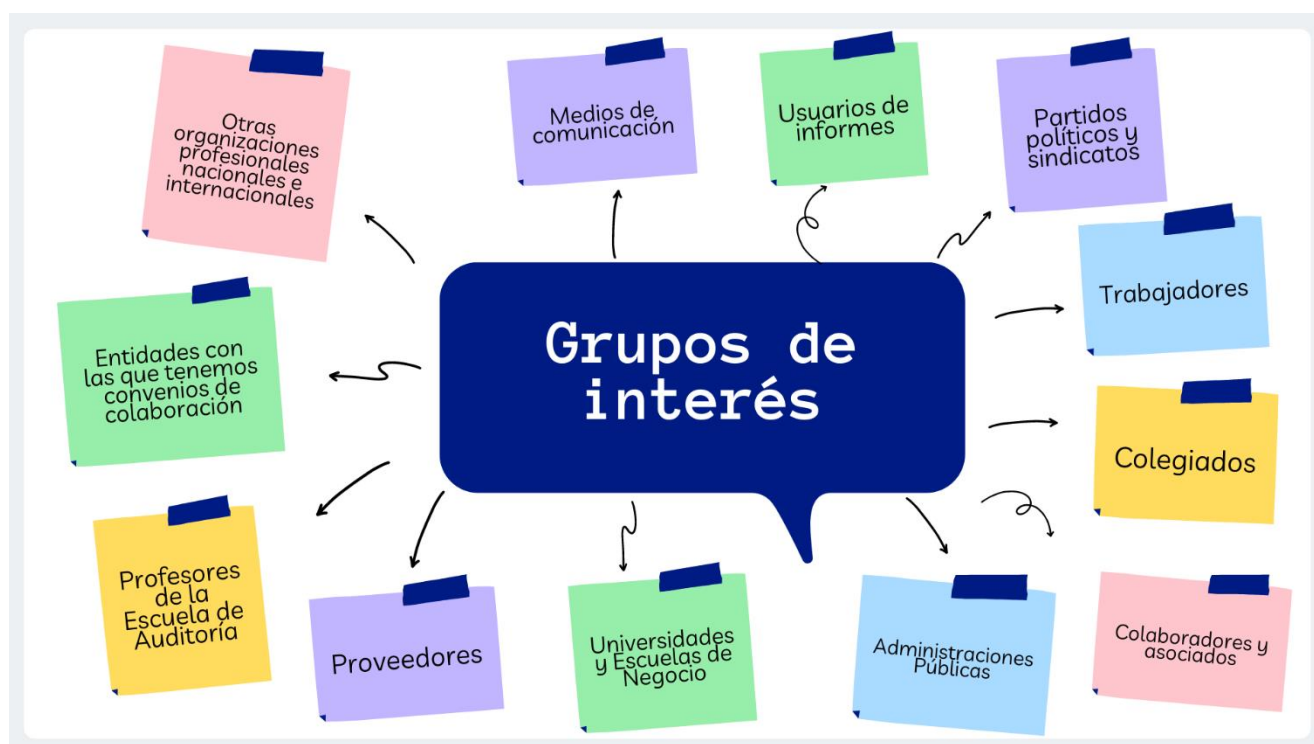 Otras
organizaciones
profesionales
nacionales e
internacionales
Medios de
comunicación
Usuarios de
informes
Partidos
políticos y
sindicatos
Trabajadores
Entidades con
las que tenemos
convenios de
colaboración
Grupos de
interés
Colegiados
Profesores
de la
Escuela de
Auditoría
Proveedores
Universidades
y Escuelas de
Negocio
Administraciones
Públicas
Colaboradores y
asociados